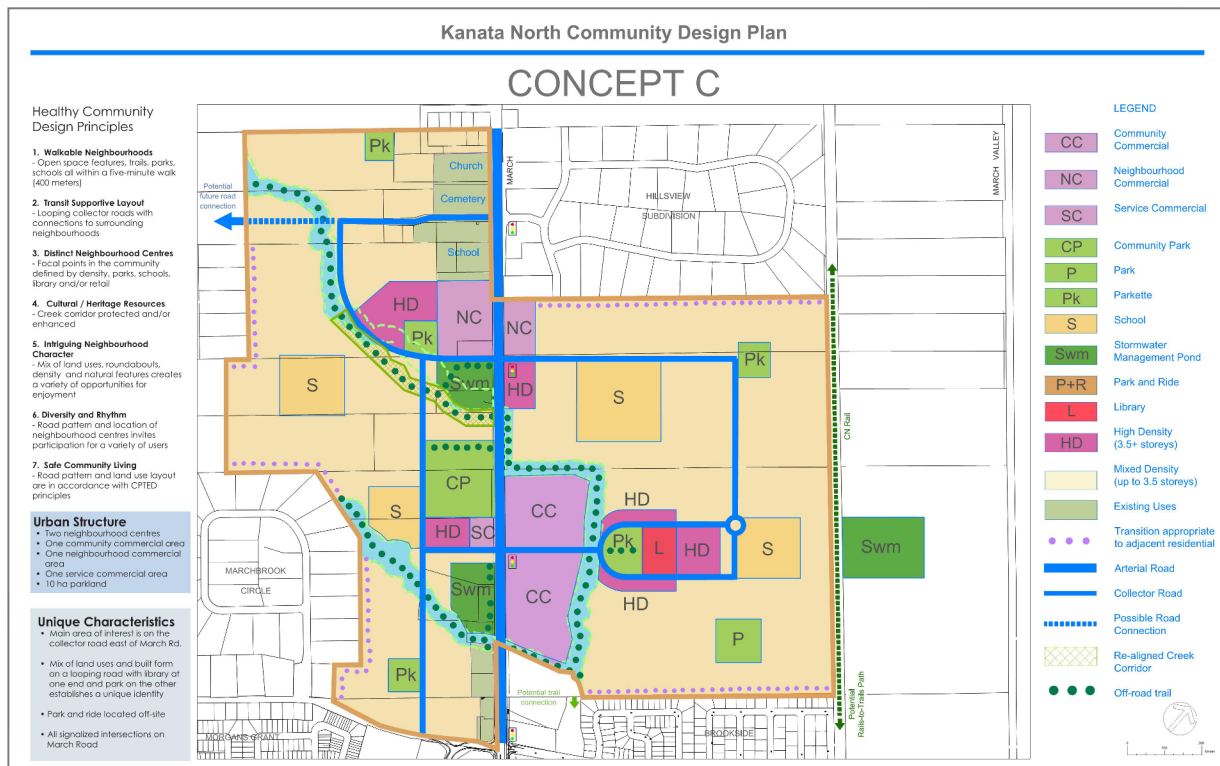 Kanata North Community Design Plan
CONCEPT C
Healthy Community
Design Principles
1. Walkable Neighbourhoods
- Open space features, trails, parks,
schools all within a five-minute walk
(400 meters)
2. Transit Supportive Layout
- Looping collector roads with
connections to surrounding
neighbourhoods
3. Distinct Neighbourhood Centres
- Focal points in the community
defined by density, parks, schools,
library and/or retail
4. Cultural / Heritage Resources
- Creek corridor protected and/or
enhanced
5. Intriguing Neighbourhood
Character
- Mix of land uses, roundabouts,
density and natural features creates
a variety of opportunities for
enjoyment
6. Diversity and Rhythm
- Road pattern and location of
neighbourhood centres invites
participation for a variety of users
7. Safe Community Living
- Road pattern and land use layout
are in accordance with CPTED
principles
Urban Structure
• Two neighbourhood centres
• One community commercial area
• One neighbourhood commercial
area
• One service commercial area
• 10 ha parkland
Unique Characteristics
• Main area of interest is on the
collector road east of March Rd.
• Mix of land uses and built form
on a looping road with library at
one end and park on the other
establishes a unique identity
• Park and ride located off site
• All signalized intersections on
March Road
Potential
future road
connection
Pk
Church
Cemetery
School
MARCH
HILLSVIEW
SUBDIVISION
MARCH VALLEY
HD
NC
NC
Pk
Swm
HD
S
S
Pk
CN Rail
CP
S
HD
SC
CC
HD
Pk
L
HD
S
Swm
HD
MARCHBROOK
CIRCLE
Swm
CC
P
Pk
Potential trail
connection
Potential
Rails-to-Trails Path
MORGANS GRANT
BROOKSIDE
LEGEND
CC
Community
Commercial
NC
Neighbourhood
Commercial
SC
Service Commercial
CP
Community Park
P
Park
Pk
Parkette
S
School
Swm
Stormwater
Management Pond
P+R
Park and Ride
L
Library
HD
High Density
(3.5+ storeys)
Mixed Density
(up to 3.5 storeys)
Existing Uses
Transition appropriate
to adjacent residential
Arterial Road
Collector Road
Possible Road
Connection
Re-aligned Creek
Corridor
Off-road trail